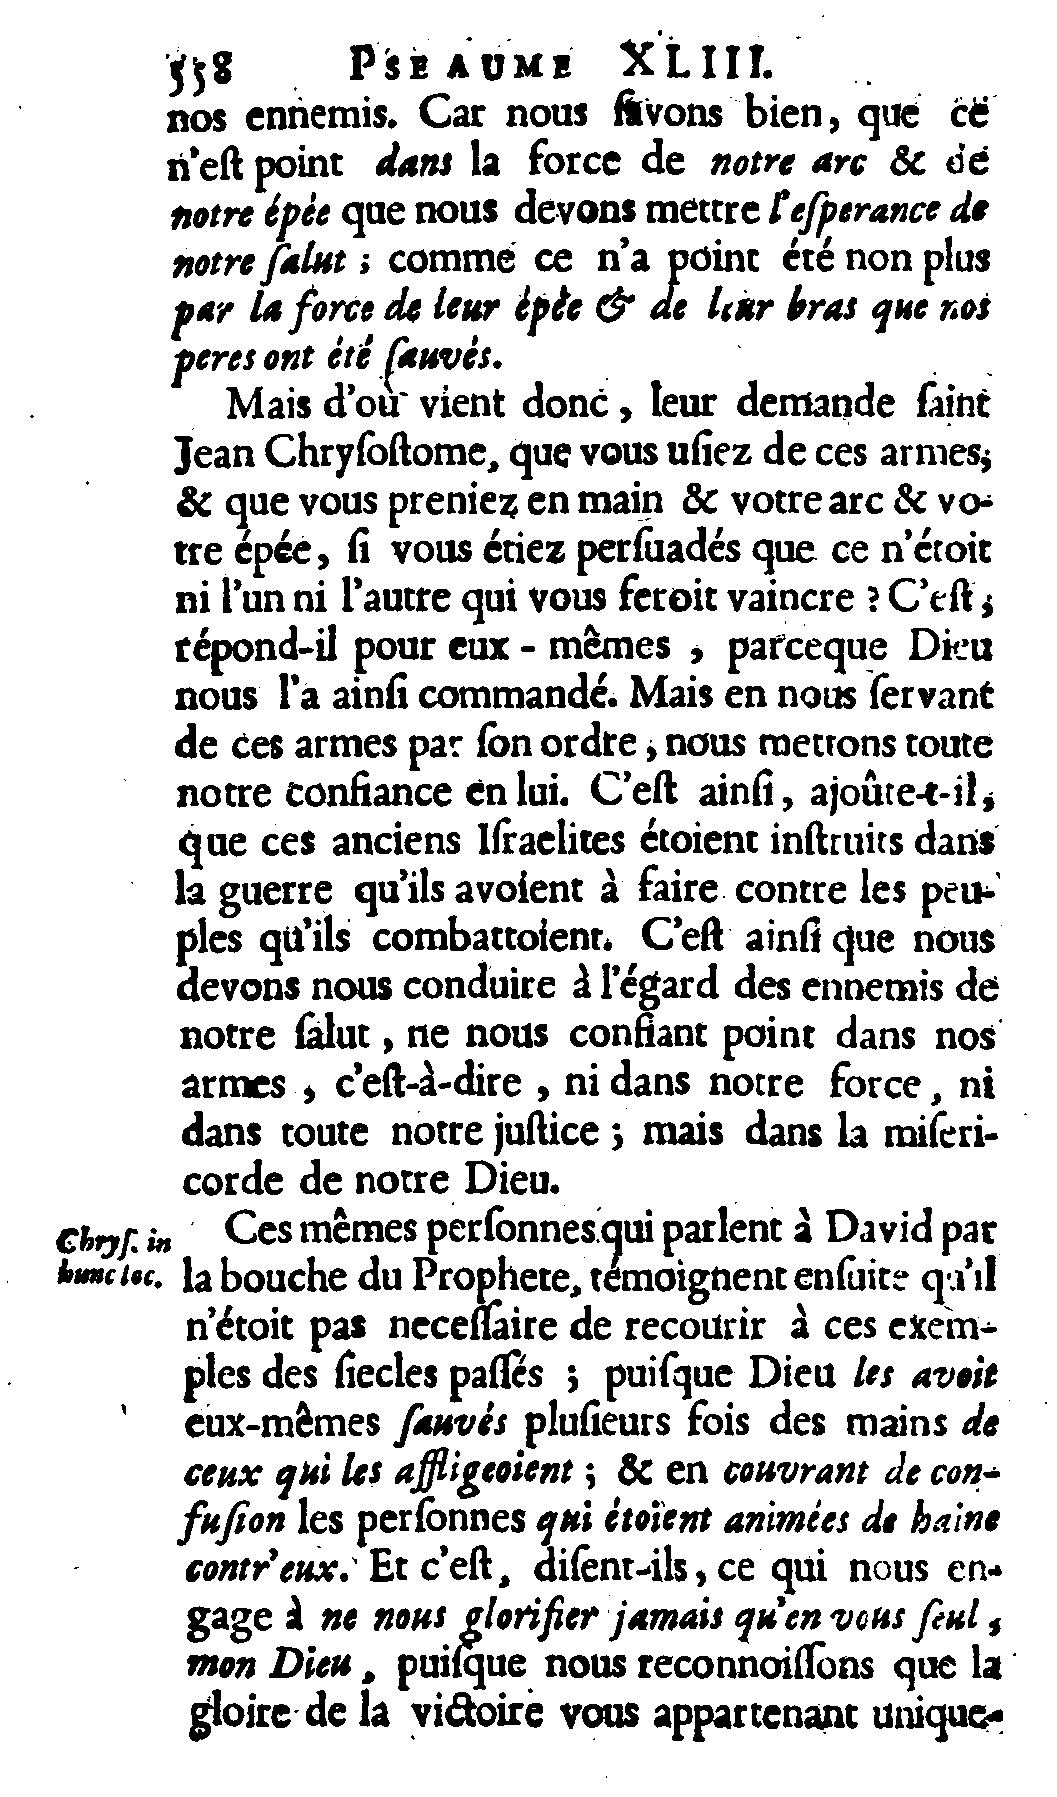 558 PSEAUME XLIII.
nos ennemis. Car nous ſavons bien, que ce
n'eſt point dans la force de notre arc & de
notre épée que nous devons mettre l'eſperance de
notre ſalut ; comme ce n'a point été non plus
par la force de leur épée & de leur bras que nos
peres ont été ſauvés.
Mais d'où vient donc, leur demande ſaint
Jean Chryſoſtome, que vous uſiez de ces armes,
& que vous preniez en main & votre arc & vo-
tre épée, ſi vous étiez perſuadés que ce n'étoit
ni l'un ni l'autre qui vous feroit vaincre ? C'eſt,
répond-il pour eux-mêmes, parceque Dieu
nous l'a ainſi commandé. Mais en nous ſervant
de ces armes par ſon ordre, nous mettons toute
notre confiance en lui. C'eſt ainſi, ajoûte-t-il,
que ces anciens Iſraelites étoient inſtruits dans
la guerre qu'ils avoient à faire contre les peu-
ples qu'ils combattoient. C'eſt ainſi que nous
devons nous conduire à l'égard des ennemis de
notre ſalut, ne nous confiant point dans nos
armes, c'eſt-à-dire, ni dans notre force, ni
dans toute notre juſtice ; mais dans la miſeri-
corde de notre Dieu.
Chryſ. in
hunc loc.
Ces mêmes perſonnes qui parlent à David par
la bouche du Prophete, témoignent enſuite qu'il
n'étoit pas neceſſaire de recourir à ces exem-
ples des ſiecles paſſés ; puiſque Dieu les avoit
eux-mêmes ſauvés pluſieurs fois des mains de
ceux qui les affligeoient ; & en couvrant de con-
fuſion les perſonnes qui étoient animées de haine
contr'eux. Et c'eſt, diſent-ils, ce qui nous en-
gage à ne nous glorifier jamais qu'en vous ſeul,
mon Dieu, puiſque nous reconnoiſſons que la
gloire de la victoire vous appartenant unique-